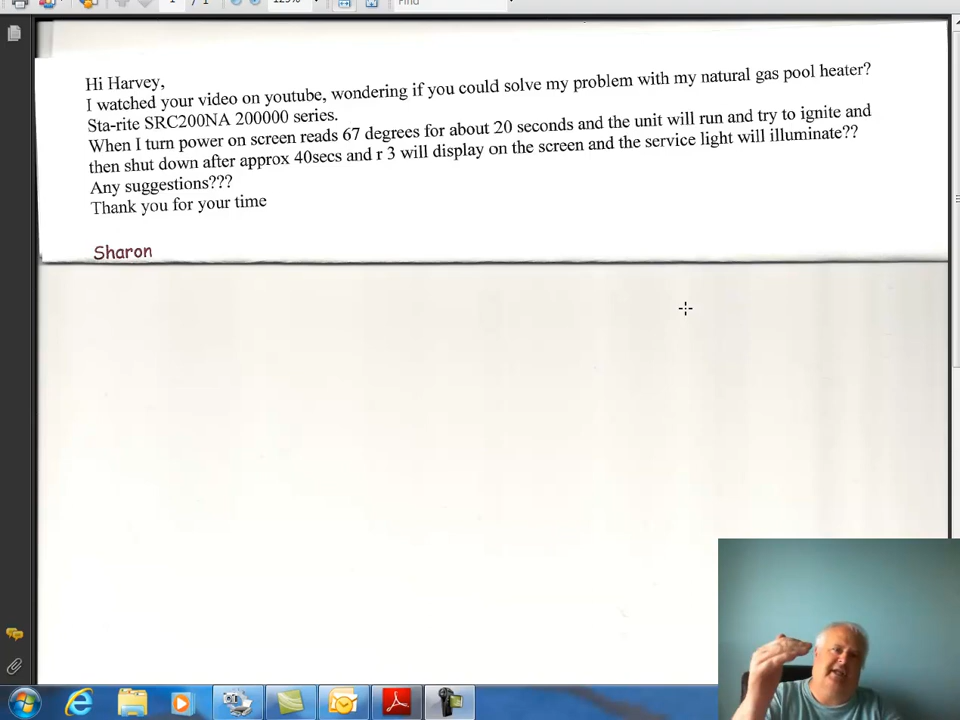 1 / 1
Find
Hi Harvey,
I watched your video on youtube, wondering if you could solve my problem with my natural gas pool heater?
Sta-rite SRC200NA 200000 series.
When I turn power on screen reads 67 degrees for about 20 seconds and the unit will run and try to ignite and
then shut down after approx 40secs and r 3 will display on the screen and the service light will illuminate??
Any suggestions???
Thank you for your time
Sharon